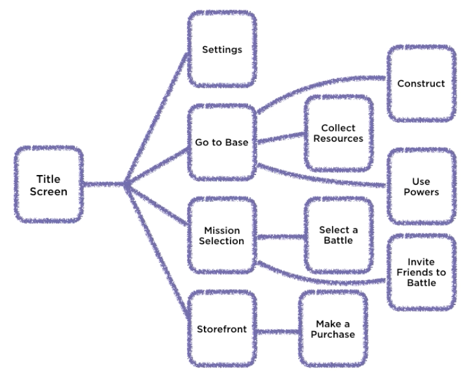 Title
Screen
Settings
Go to Base
Construct
Collect
Resources
Use
Powers
Mission
Selection
Select a
Battle
Invite
Friends to
Battle
Storefront
Make a
Purchase